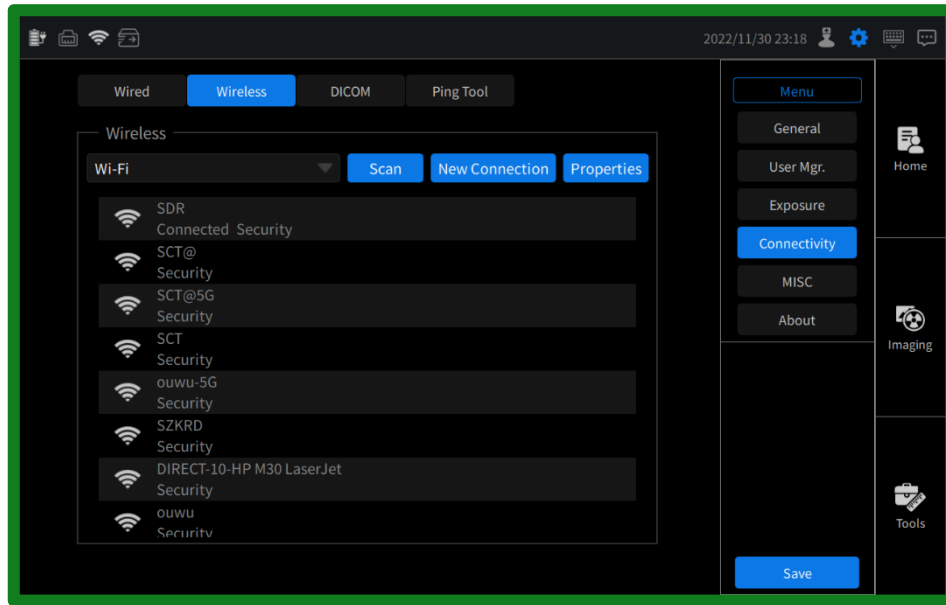 2022/11/30 23:18
Wired
Wireless
DICOM
Ping Tool
Wireless
Wi-Fi
Scan
New Connection
Properties
SDR
Connected Security
SCT@
Security
SCT@5G
Security
SCT
Security
ouwu-5G
Security
SZKRD
Security
DIRECT-10-HP M30 LaserJet
Security
ouwu
Security
Menu
General
User Mgr.
Exposure
Connectivity
MISC
About
Save
Home
Imaging
Tools